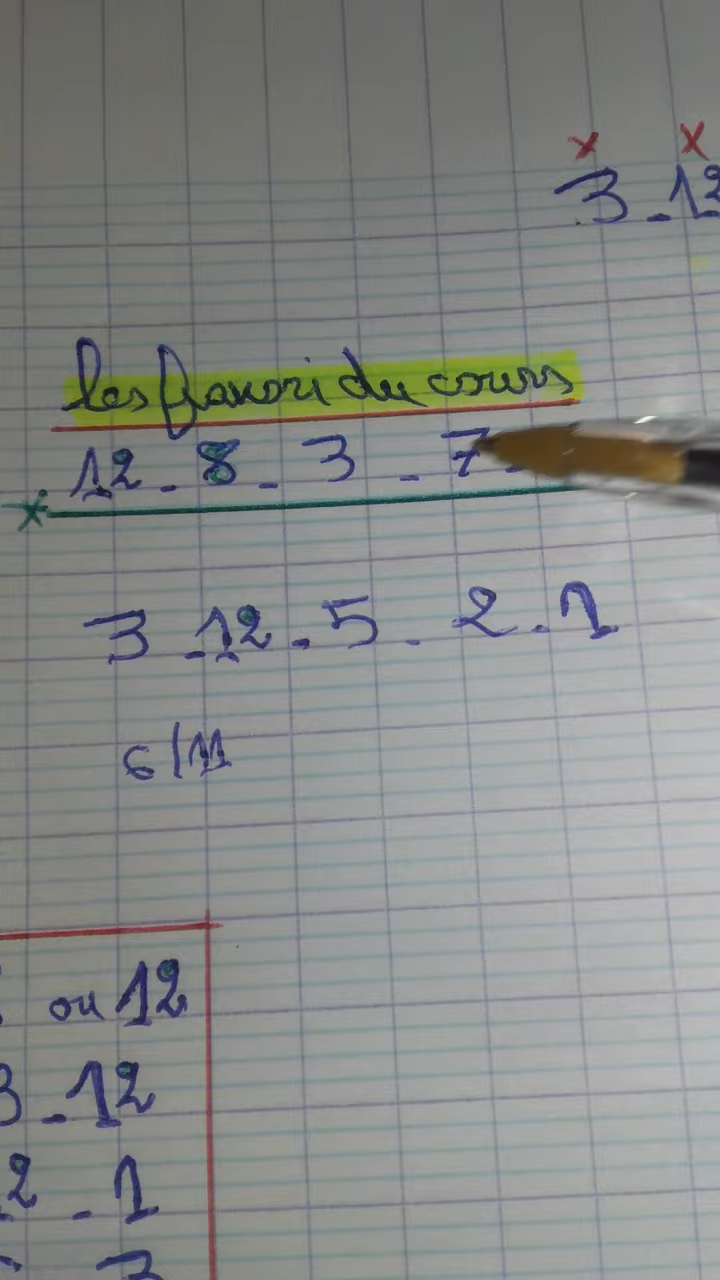 x x
3 - 12
les favori du cours
12 - 8 - 3 - 7 -
x
3 - 12 - 5 - 2 - 1
6 / 11
ou 12
3 - 12
2 - 1
3